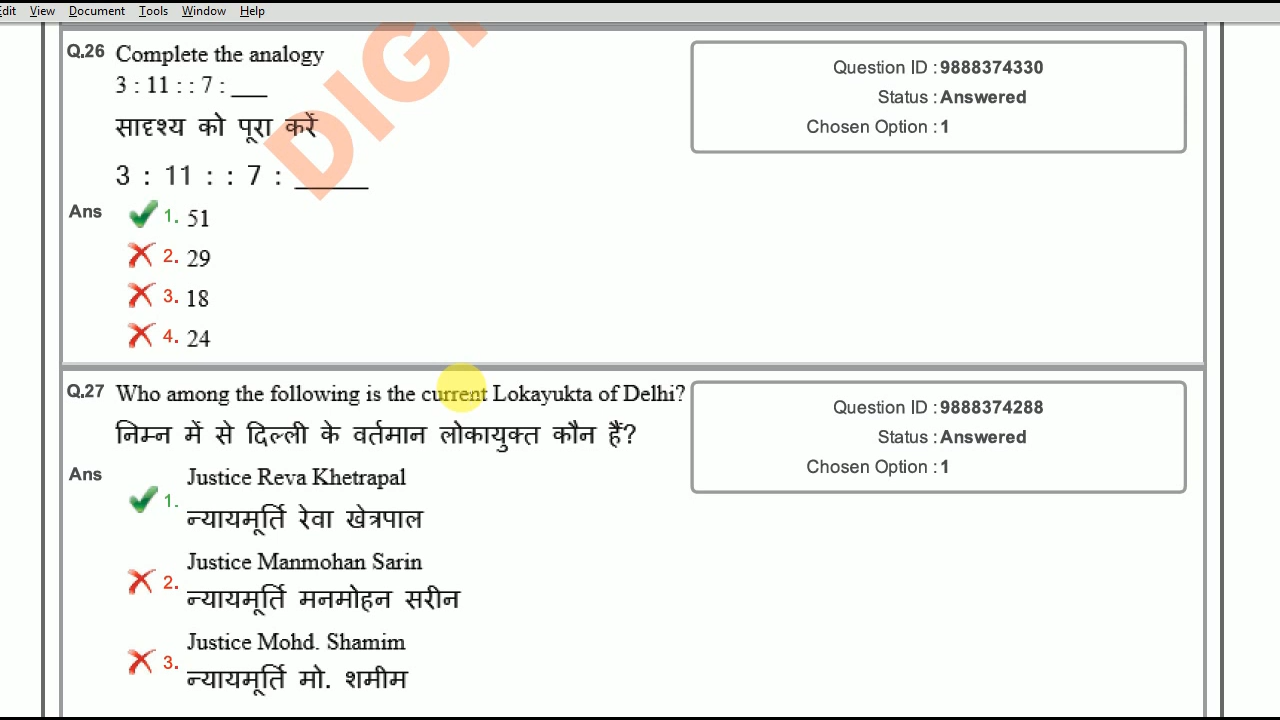 Edit View Document Tools Window Help
Q.26 Complete the analogy
3 : 11 : : 7 : ___
सादृश्य को पूरा करें
3 : 11 : : 7 : _____
Question ID : 9888374330
Status : Answered
Chosen Option : 1
Ans 1. 51
2. 29
3. 18
4. 24
DIGI
Q.27 Who among the following is the current Lokayukta of Delhi?
निम्न में से दिल्ली के वर्तमान लोकायुक्त कौन हैं?
Question ID : 9888374288
Status : Answered
Chosen Option : 1
Ans
1. Justice Reva Khetrapal
न्यायमूर्ति रेवा खेत्रपाल
2. Justice Manmohan Sarin
न्यायमूर्ति मनमोहन सरीन
3. Justice Mohd. Shamim
न्यायमूर्ति मो. शमीम